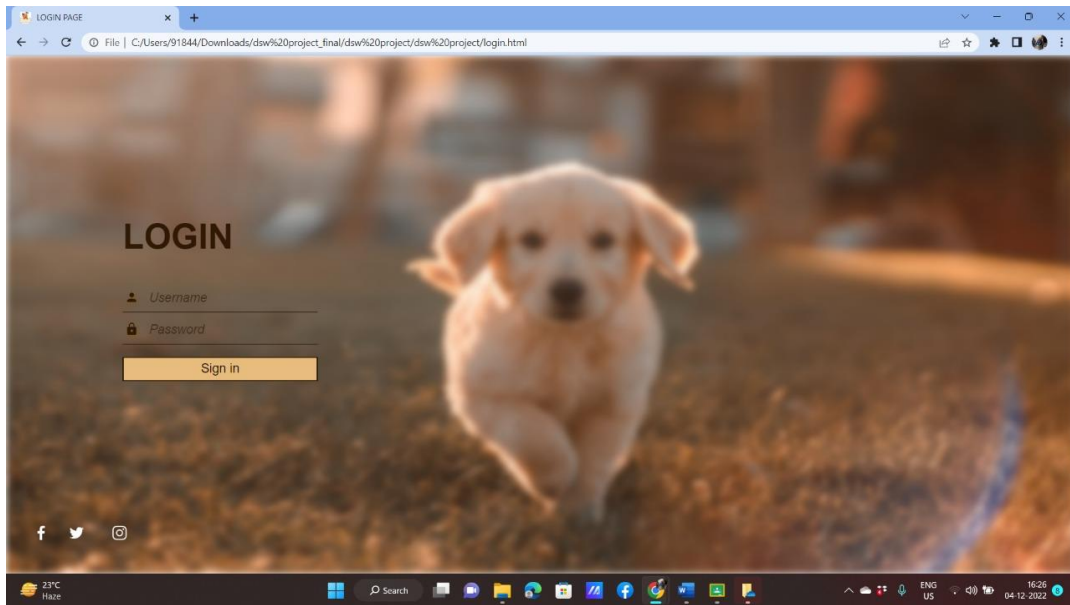 LOGIN PAGE
File | C:/Users/91844/Downloads/dsw%20project_final/dsw%20project/dsw%20project/login.html
LOGIN
Username
Password
Sign in
23°C
Haze
Search
ENG
US
16:26
04-12-2022